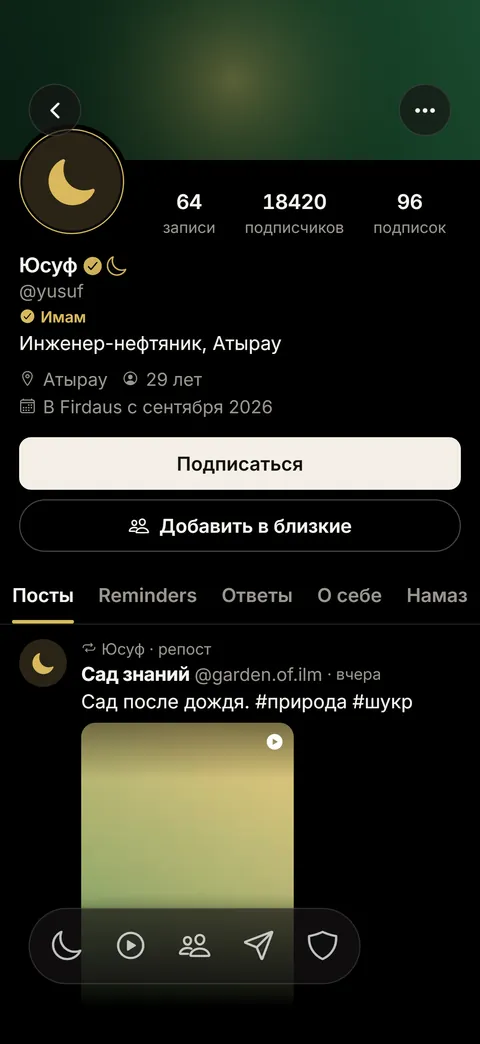 64
записи
18420
подписчиков
96
подписок
Юсуф
@yusuf
Имам
Инженер-нефтяник, Атырау
Атырау 29 лет
В Firdaus с сентября 2026
Подписаться
Добавить в близкие
Посты Reminders Ответы О себе Намаз
Юсуф · репост
Сад знаний @garden.of.ilm · вчера
Сад после дождя. #природа #шукр